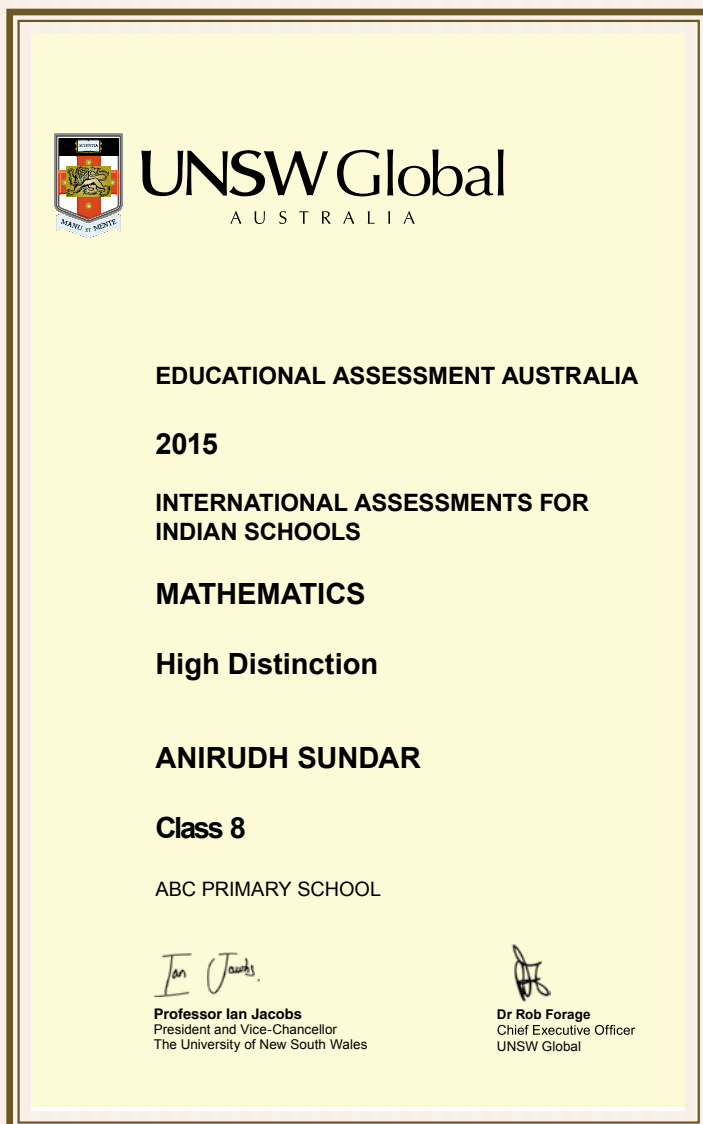 SCIENTIA
MANU ET MENTE
UNSW Global
AUSTRALIA
EDUCATIONAL ASSESSMENT AUSTRALIA
2015
INTERNATIONAL ASSESSMENTS FOR
INDIAN SCHOOLS
MATHEMATICS
High Distinction
ANIRUDH SUNDAR
Class 8
ABC PRIMARY SCHOOL
Ian Jacobs
Professor Ian Jacobs
President and Vice-Chancellor
The University of New South Wales
Dr Rob Forage
Chief Executive Officer
UNSW Global